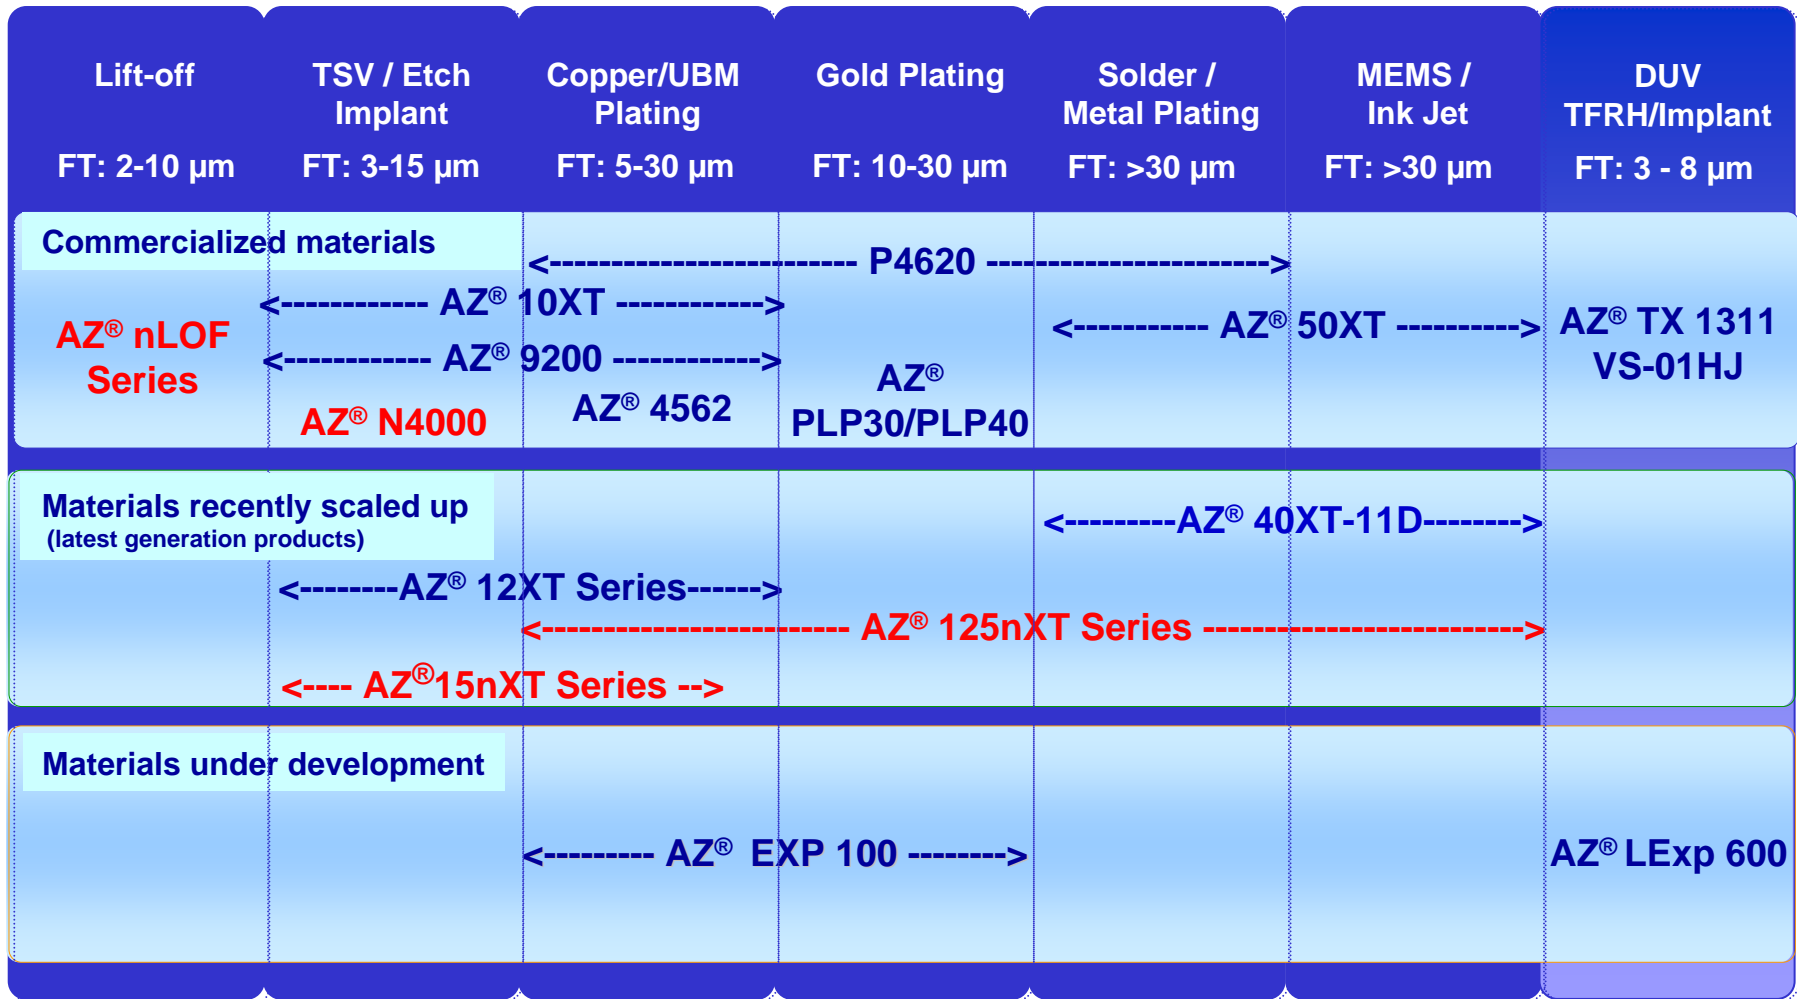 Lift-off
FT: 2-10 µm
TSV / Etch
Implant
FT: 3-15 µm
Copper/UBM
Plating
FT: 5-30 µm
Gold Plating
FT: 10-30 µm
Solder /
Metal Plating
FT: >30 µm
MEMS /
Ink Jet
FT: >30 µm
DUV
TFRH/Implant
FT: 3 - 8 µm
Commercialized materials
<------------------------- P4620 ----------------------->
<------------ AZ® 10XT ------------>
AZ® nLOF
Series
<------------ AZ® 9200 ------------>
AZ® N4000
AZ® 4562
AZ®
PLP30/PLP40
<----------- AZ® 50XT ---------->
AZ® TX 1311
VS-01HJ
Materials recently scaled up
(latest generation products)
<---------AZ® 40XT-11D-------->
<--------AZ® 12XT Series------>
<------------------------- AZ® 125nXT Series -------------------------->
<---- AZ®15nXT Series -->
Materials under development
<--------- AZ® EXP 100 -------->
AZ® LExp 600